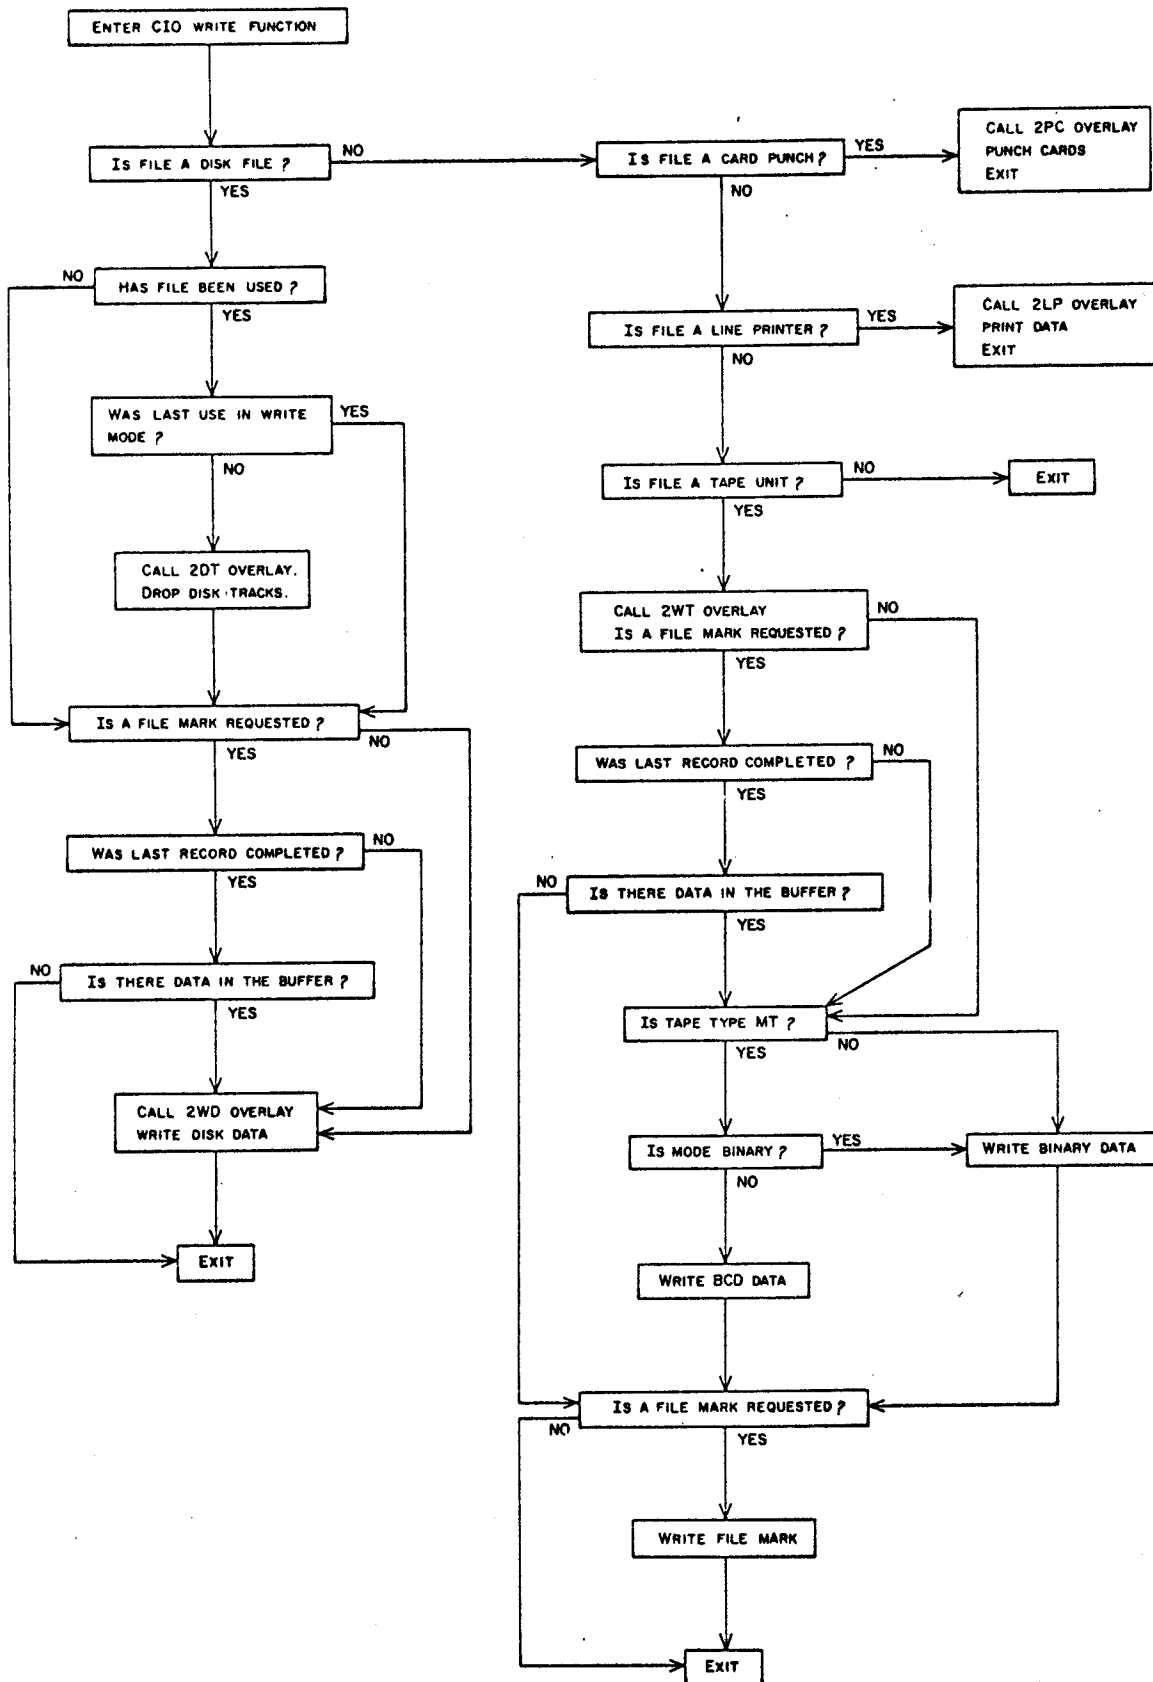 ENTER CIO WRITE FUNCTION
IS FILE A DISK FILE ?
NO
YES
HAS FILE BEEN USED ?
NO
YES
WAS LAST USE IN WRITE
MODE ?
YES
NO
CALL 2DT OVERLAY.
DROP DISK TRACKS.
IS A FILE MARK REQUESTED ?
YES
NO
WAS LAST RECORD COMPLETED ?
NO
YES
NO
IS THERE DATA IN THE BUFFER ?
YES
CALL 2WD OVERLAY
WRITE DISK DATA
EXIT
IS FILE A CARD PUNCH ?
YES
NO
CALL 2PC OVERLAY
PUNCH CARDS
EXIT
IS FILE A LINE PRINTER ?
YES
NO
CALL 2LP OVERLAY
PRINT DATA
EXIT
IS FILE A TAPE UNIT ?
NO
YES
EXIT
CALL 2WT OVERLAY
IS A FILE MARK REQUESTED ?
NO
YES
WAS LAST RECORD COMPLETED ?
NO
YES
NO
IS THERE DATA IN THE BUFFER ?
YES
IS TAPE TYPE MT ?
YES
NO
IS MODE BINARY ?
YES
NO
WRITE BINARY DATA
WRITE BCD DATA
IS A FILE MARK REQUESTED ?
NO
YES
WRITE FILE MARK
EXIT